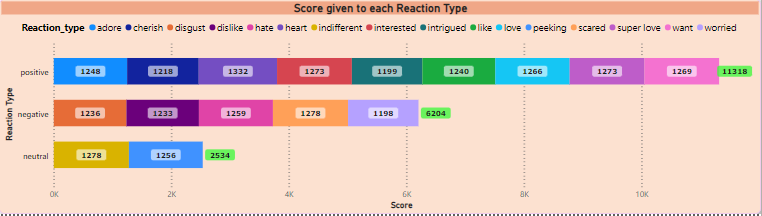 Score given to each Reaction Type
Reaction_type adore cherish disgust dislike hate heart indifferent interested intrigued like love peeking scared super love want worried
positive 1248 1218 1332 1273 1199 1240 1266 1273 1269 11318
negative 1236 1233 1259 1278 1198 6204
neutral 1278 1256 2534
Reaction Type
0K 2K 4K 6K 8K 10K
Score